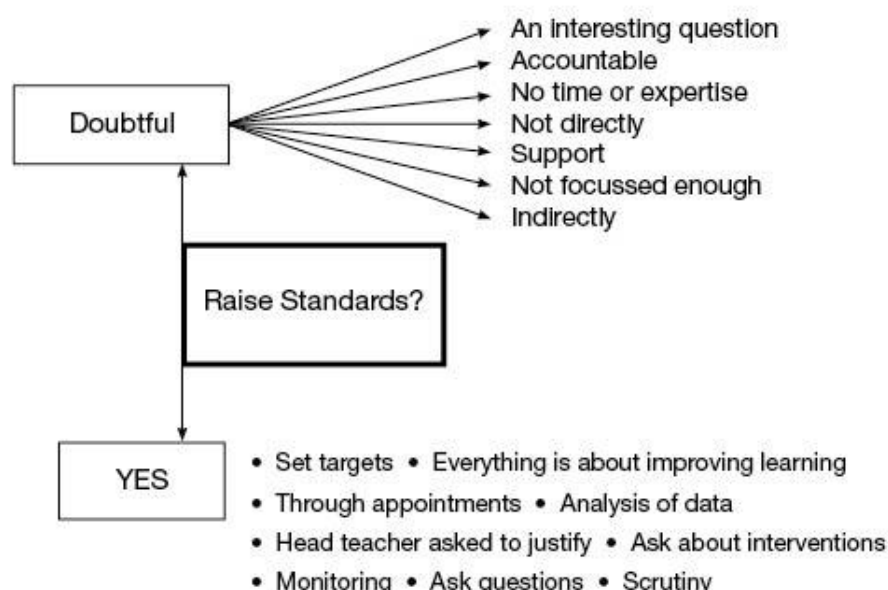 An interesting question
Accountable
No time or expertise
Doubtful
Not directly
Support
Not focussed enough
Indirectly
Raise Standards?
YES
• Set targets • Everything is about improving learning
• Through appointments • Analysis of data
• Head teacher asked to justify • Ask about interventions
• Monitoring • Ask questions • Scrutiny